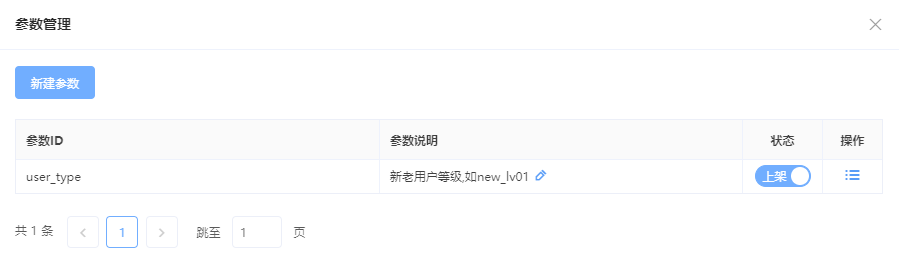 参数管理
新建参数
参数ID 参数说明 状态 操作
user_type 新老用户等级,如new_lv01 上架
共 1 条 1 跳至 1 页